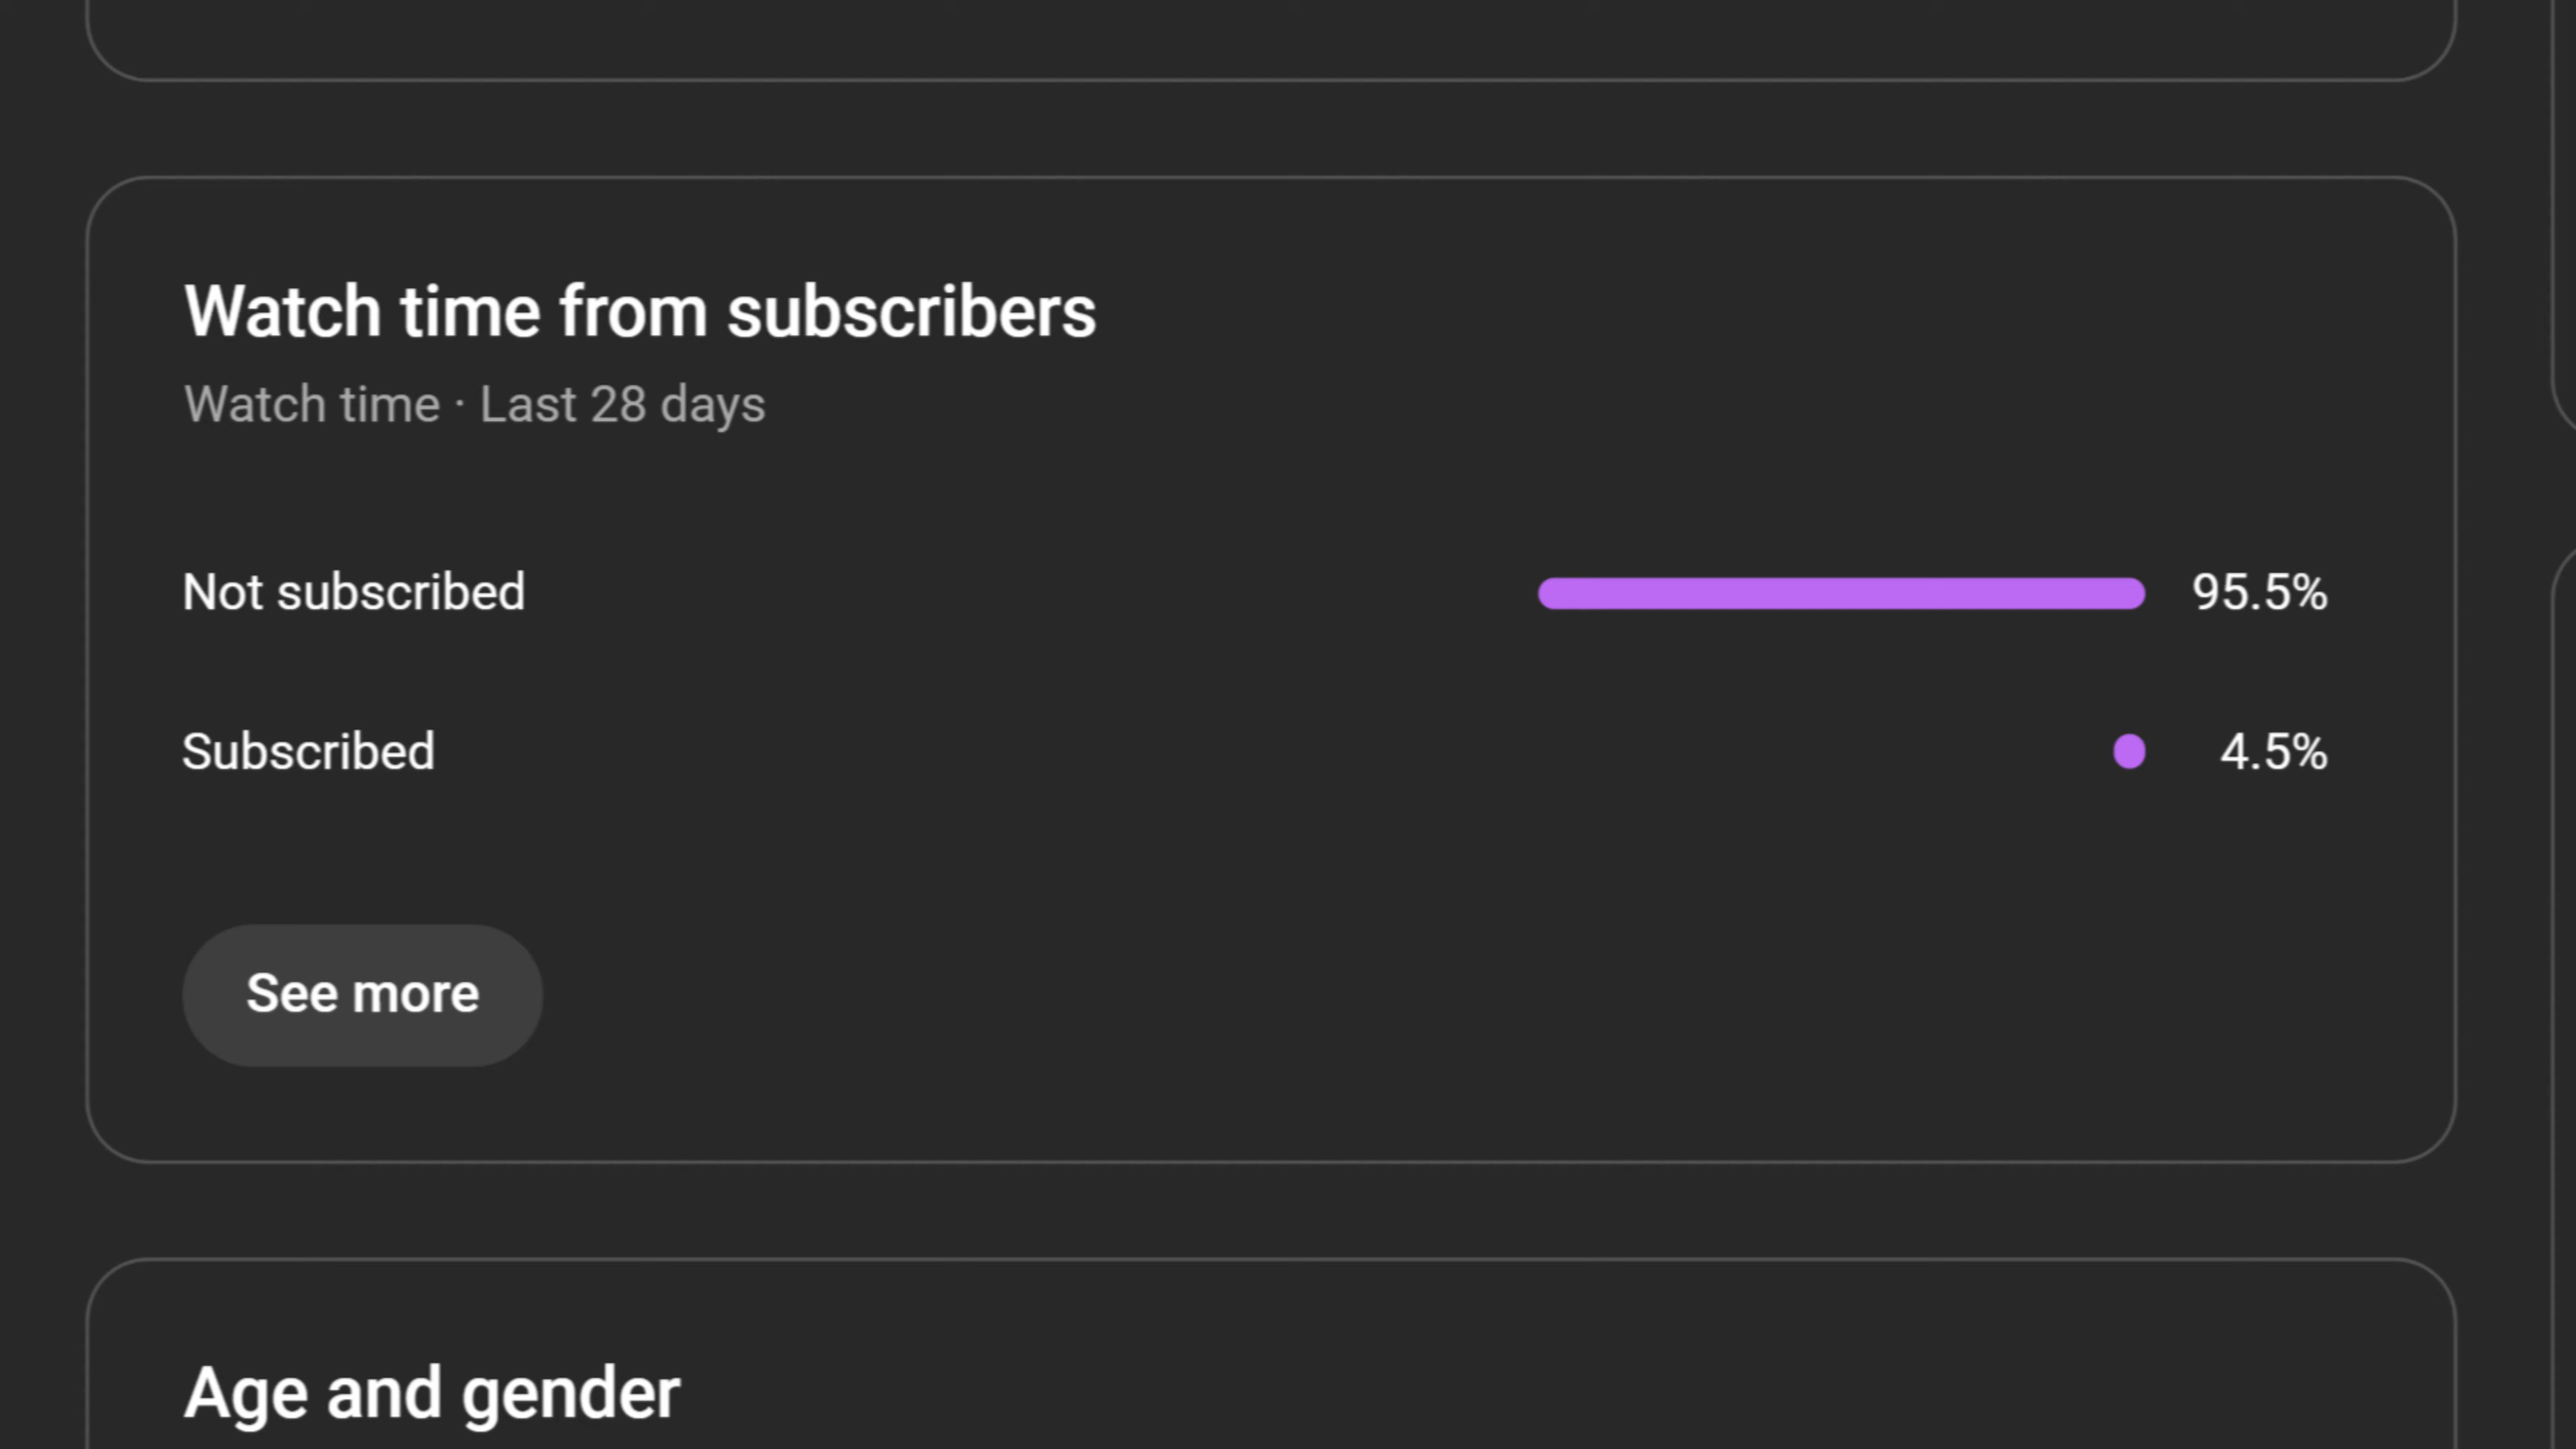 Watch time from subscribers
Watch time · Last 28 days
Not subscribed 95.5%
Subscribed 4.5%
See more
Age and gender